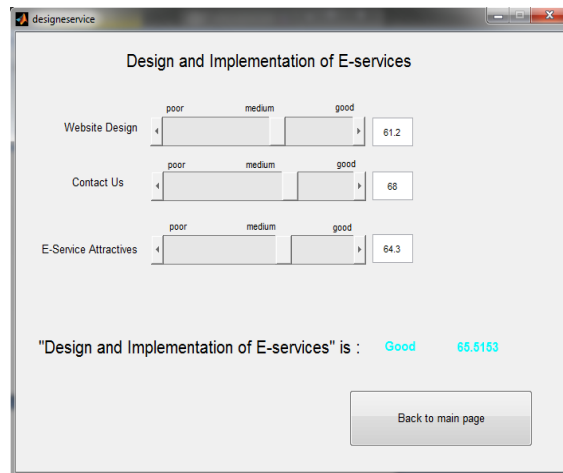 designeservice
Design and Implementation of E-services
poor medium good
Website Design 61.2
poor medium good
Contact Us 68
poor medium good
E-Service Attractives 64.3
"Design and Implementation of E-services" is : Good 65.5153
Back to main page